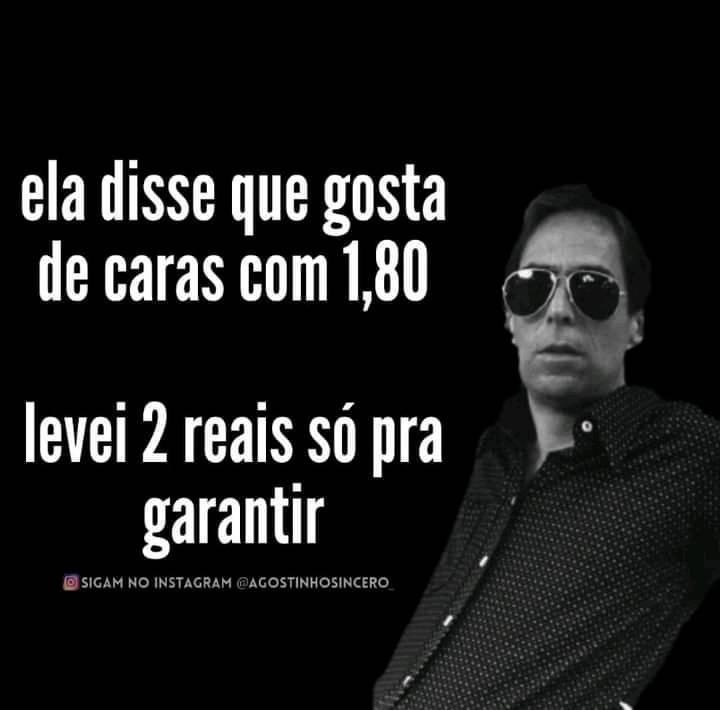 ela disse que gosta
de caras com 1,80
levei 2 reais só pra
garantir
SIGAM NO INSTAGRAM @AGOSTINHOSINCERO_